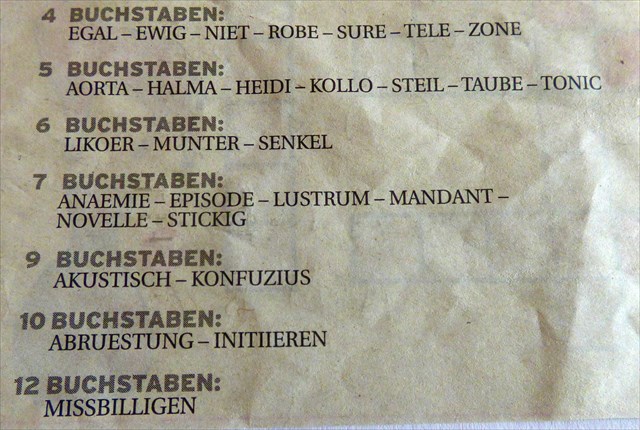 4 BUCHSTABEN:
EGAL – EWIG – NIET – ROBE – SURE – TELE – ZONE
5 BUCHSTABEN:
AORTA – HALMA – HEIDI – KOLLO – STEIL – TAUBE – TONIC
6 BUCHSTABEN:
LIKOER – MUNTER – SENKEL
7 BUCHSTABEN:
ANAEMIE – EPISODE – LUSTRUM – MANDANT –
NOVELLE – STICKIG
9 BUCHSTABEN:
AKUSTISCH – KONFUZIUS
10 BUCHSTABEN:
ABRUESTUNG – INITIIEREN
12 BUCHSTABEN:
MISSBILLIGEN